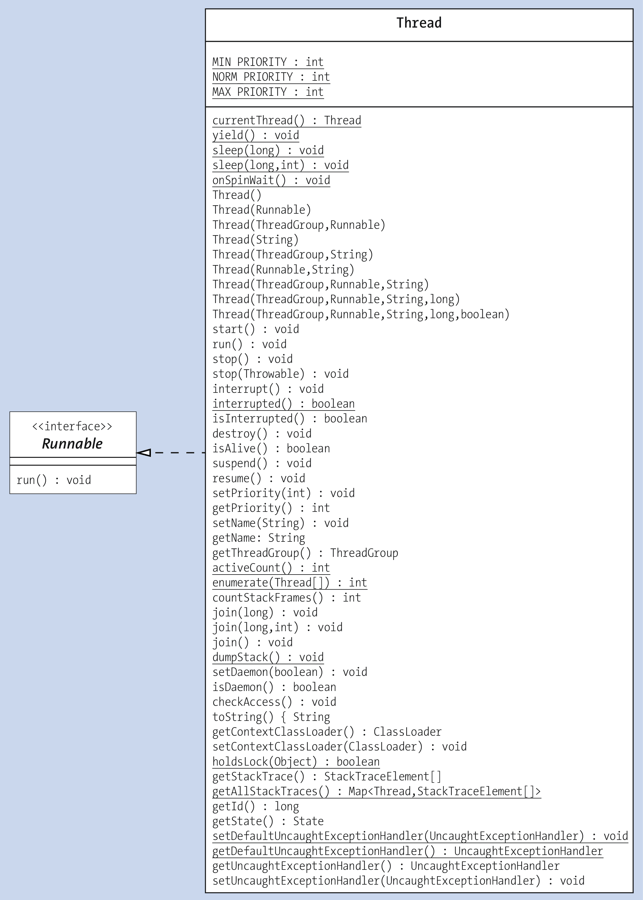 Thread
MIN PRIORITY : int
NORM PRIORITY : int
MAX PRIORITY : int
currentThread() : Thread
yield() : void
sleep(long) : void
sleep(long,int) : void
onSpinWait() : void
Thread()
Thread(Runnable)
Thread(ThreadGroup,Runnable)
Thread(String)
Thread(ThreadGroup,String)
Thread(Runnable,String)
Thread(ThreadGroup,Runnable,String)
Thread(ThreadGroup,Runnable,String,long)
Thread(ThreadGroup,Runnable,String,long,boolean)
start() : void
run() : void
stop() : void
stop(Throwable) : void
interrupt() : void
interrupted() : boolean
isInterrupted() : boolean
destroy() : void
isAlive() : boolean
suspend() : void
resume() : void
setPriority(int) : void
getPriority() : int
setName(String) : void
getName: String
getThreadGroup() : ThreadGroup
activeCount() : int
enumerate(Thread[]) : int
countStackFrames() : int
join(long) : void
join(long,int) : void
join() : void
dumpStack() : void
setDaemon(boolean) : void
isDaemon() : boolean
checkAccess() : void
toString() { String
getContextClassLoader() : ClassLoader
setContextClassLoader(ClassLoader) : void
holdsLock(Object) : boolean
getStackTrace() : StackTraceElement[]
getAllStackTraces() : Map<Thread,StackTraceElement[]>
getId() : long
getState() : State
setDefaultUncaughtExceptionHandler(UncaughtExceptionHandler) : void
getDefaultUncaughtExceptionHandler() : UncaughtExceptionHandler
getUncaughtExceptionHandler() : UncaughtExceptionHandler
setUncaughtExceptionHandler(UncaughtExceptionHandler) : void
<<interface>>
Runnable
run() : void